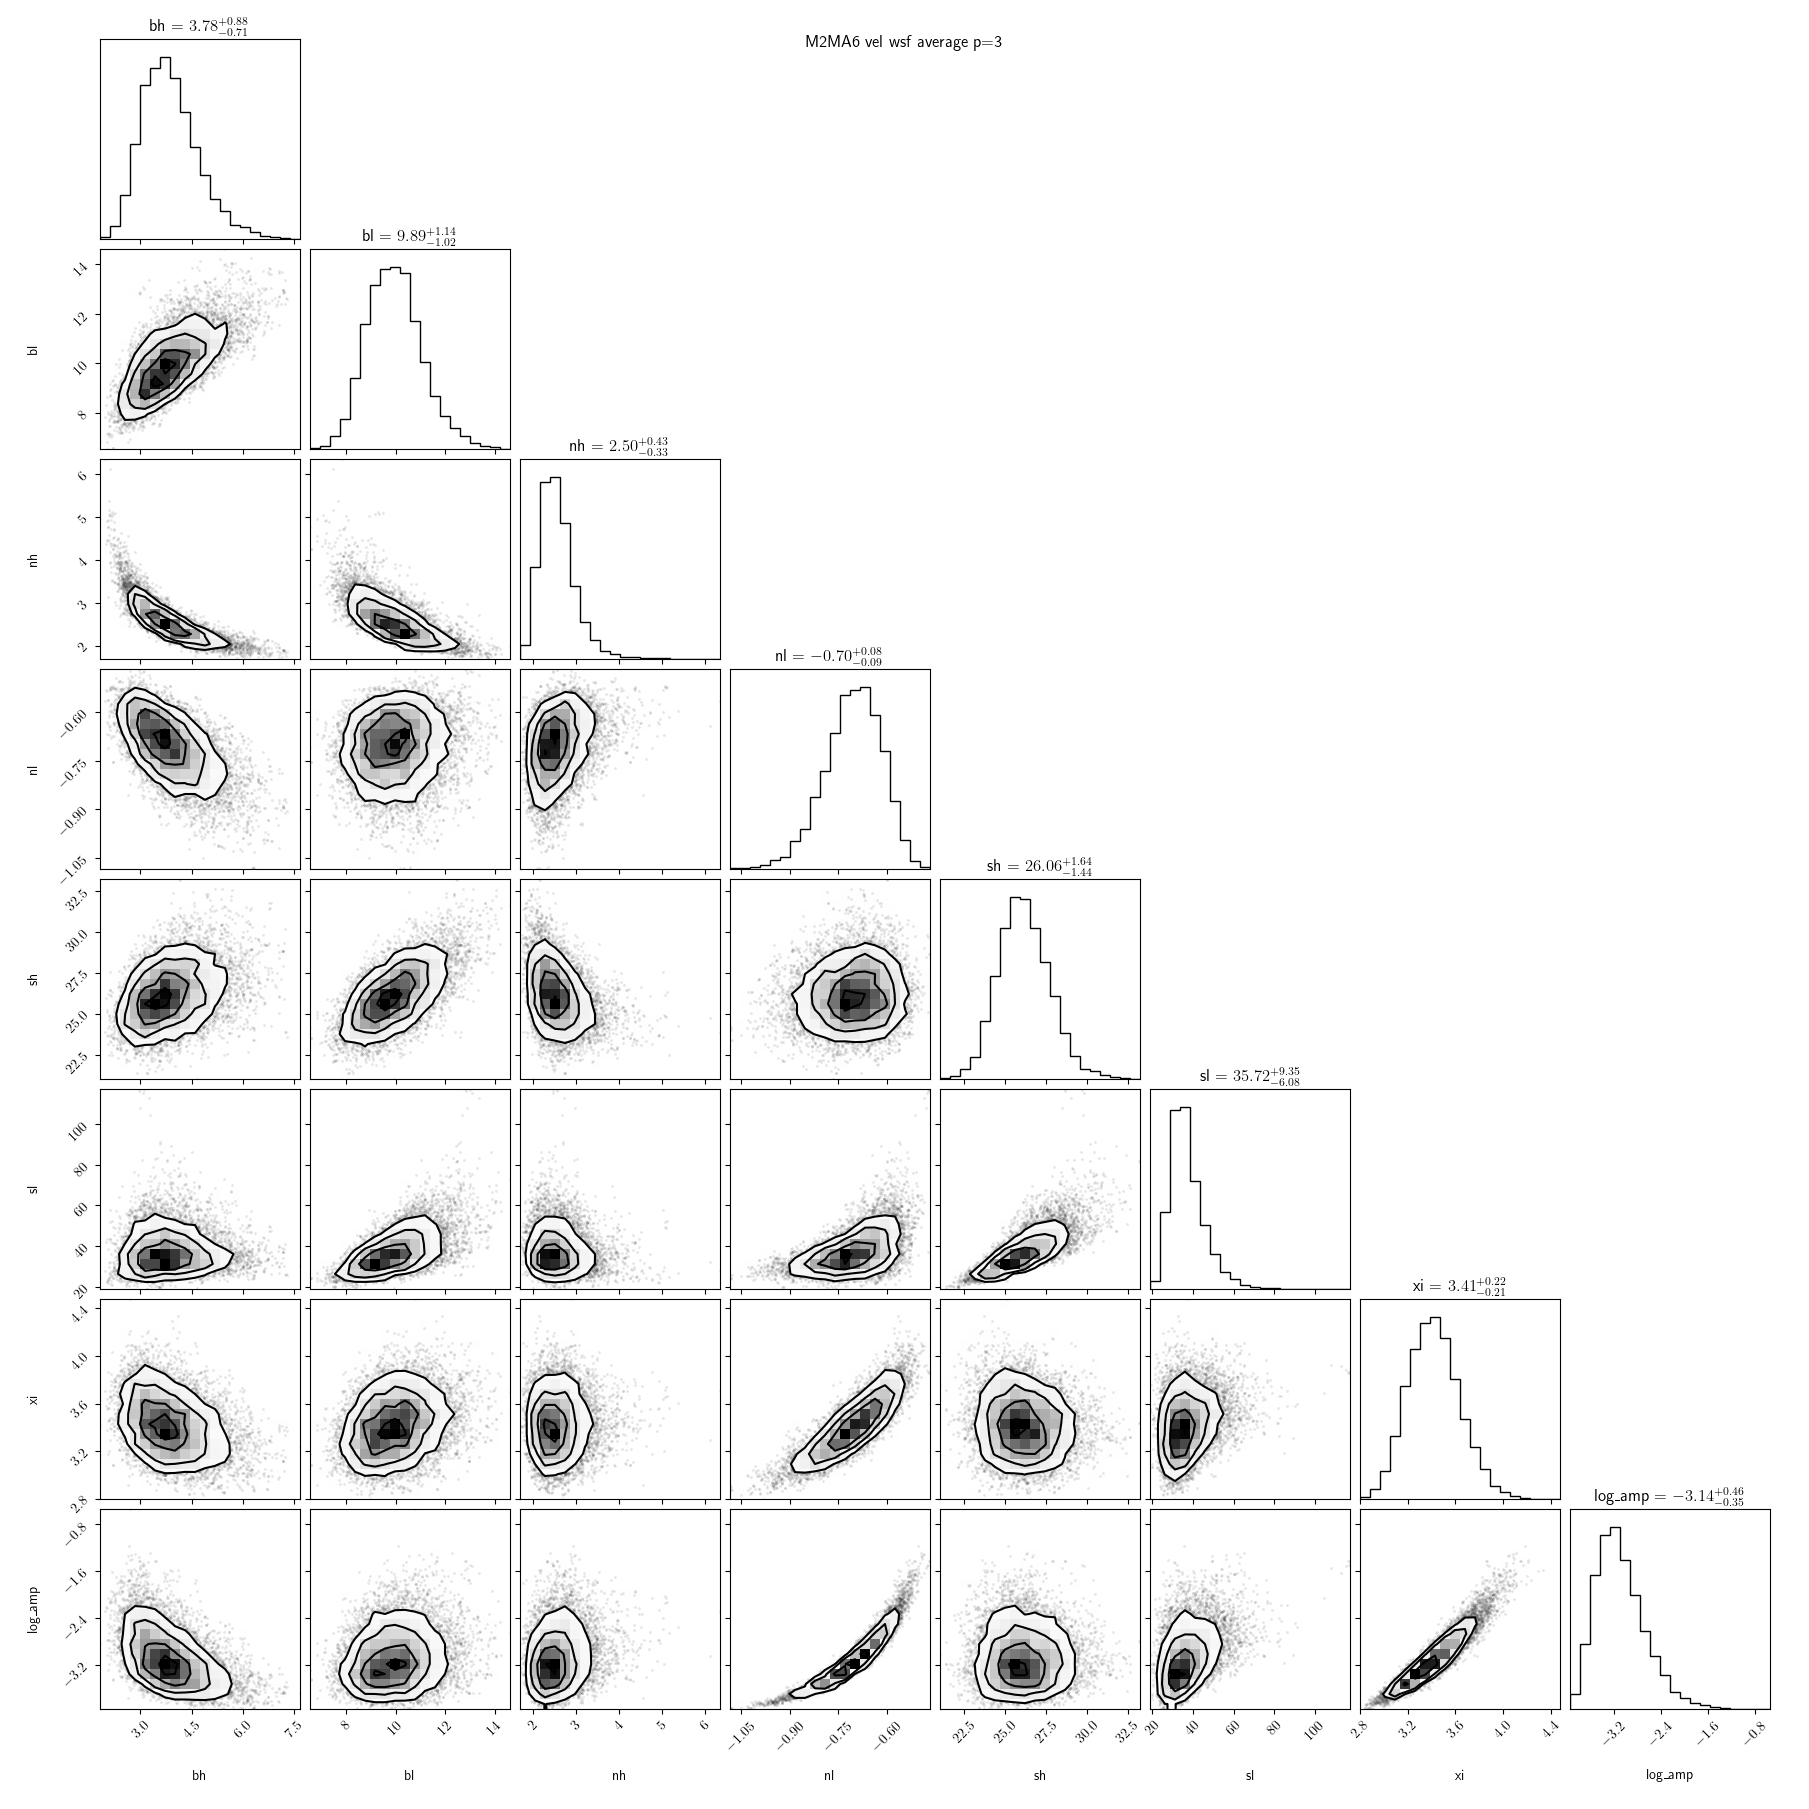 bh = 3.78^{+0.88}_{-0.71}
M2MA6 vel wsf average p=3
bl = 9.89^{+1.14}_{-1.02}
14
12
10
8
bl
nh = 2.50^{+0.43}_{-0.33}
6
5
4
3
2
nh
nl = −0.70^{+0.08}_{-0.09}
−0.60
−0.75
−0.90
−1.05
nl
sh = 26.06^{+1.64}_{-1.44}
32.5
30.0
27.5
25.0
22.5
sh
sl = 35.72^{+9.35}_{-6.08}
100
80
60
40
20
sl
xi = 3.41^{+0.22}_{-0.21}
4.4
4.0
3.6
3.2
2.8
xi
log_amp = −3.14^{+0.46}_{-0.35}
−0.8
−1.6
−2.4
−3.2
log_amp
3.0 4.5 6.0 7.5
8 10 12 14
2 3 4 5 6
−1.05 −0.90 −0.75 −0.60
22.5 25.0 27.5 30.0 32.5
20 40 60 80 100
2.8 3.2 3.6 4.0 4.4
−3.2 −2.4 −1.6 −0.8
bh bl nh nl sh sl xi log_amp